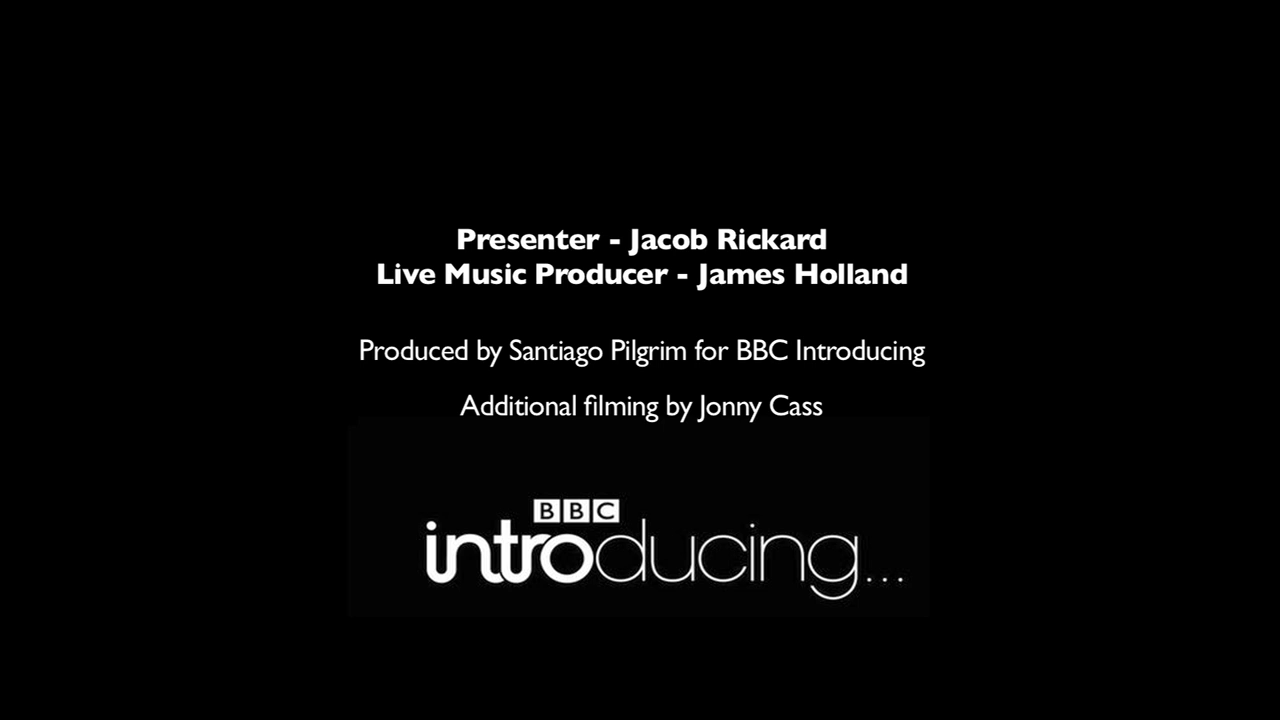 Presenter - Jacob Rickard
Live Music Producer - James Holland
Produced by Santiago Pilgrim for BBC Introducing
Additional filming by Jonny Cass
BBC
introducing...